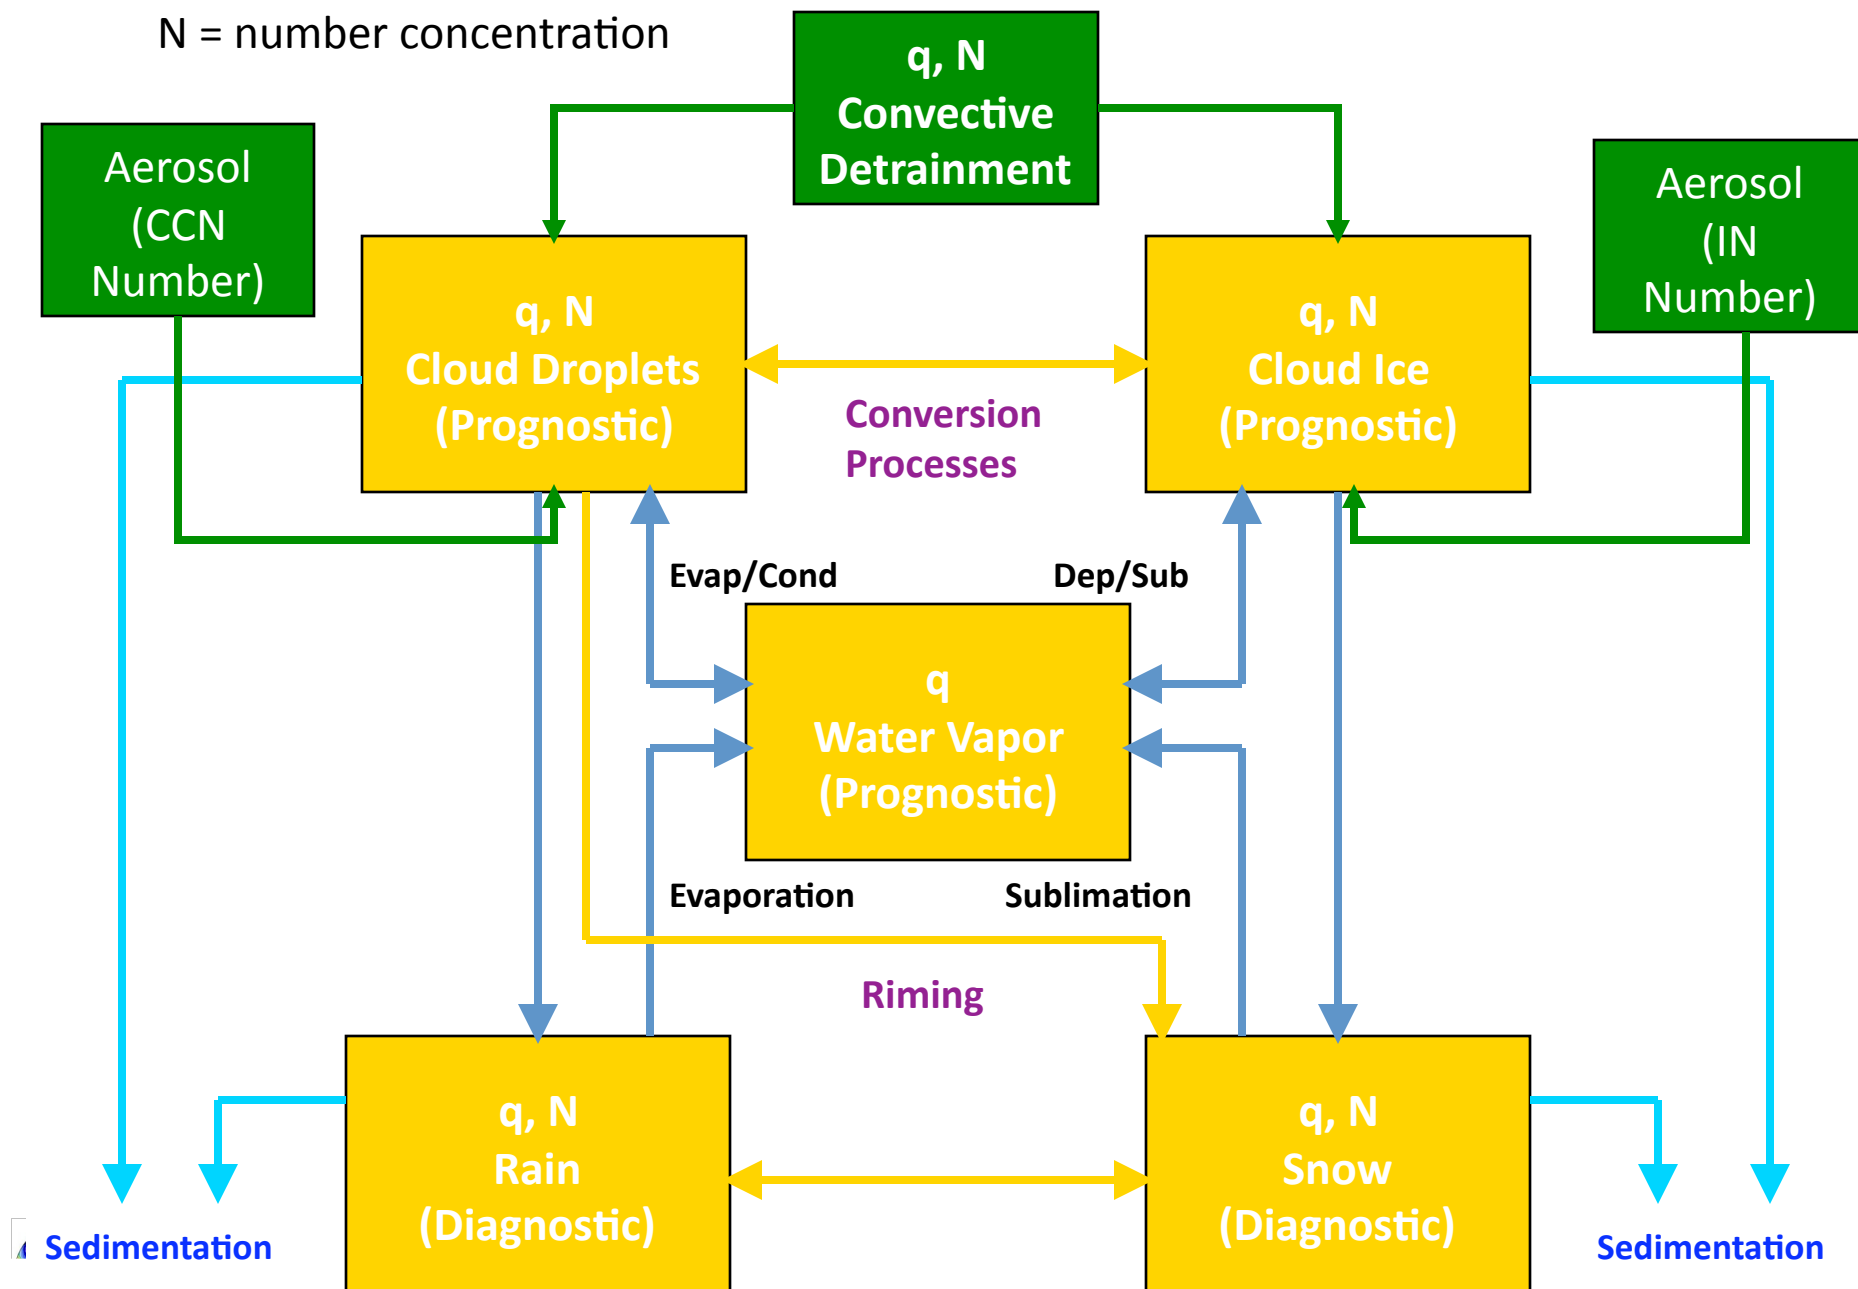 N = number concentration
q, N
Convective
Detrainment
Aerosol
(CCN
Number)
Aerosol
(IN
Number)
q, N
Cloud Droplets
(Prognostic)
q, N
Cloud Ice
(Prognostic)
Conversion
Processes
Evap/Cond
Dep/Sub
q
Water Vapor
(Prognostic)
Evaporation
Sublimation
Riming
q, N
Rain
(Diagnostic)
q, N
Snow
(Diagnostic)
Sedimentation
Sedimentation